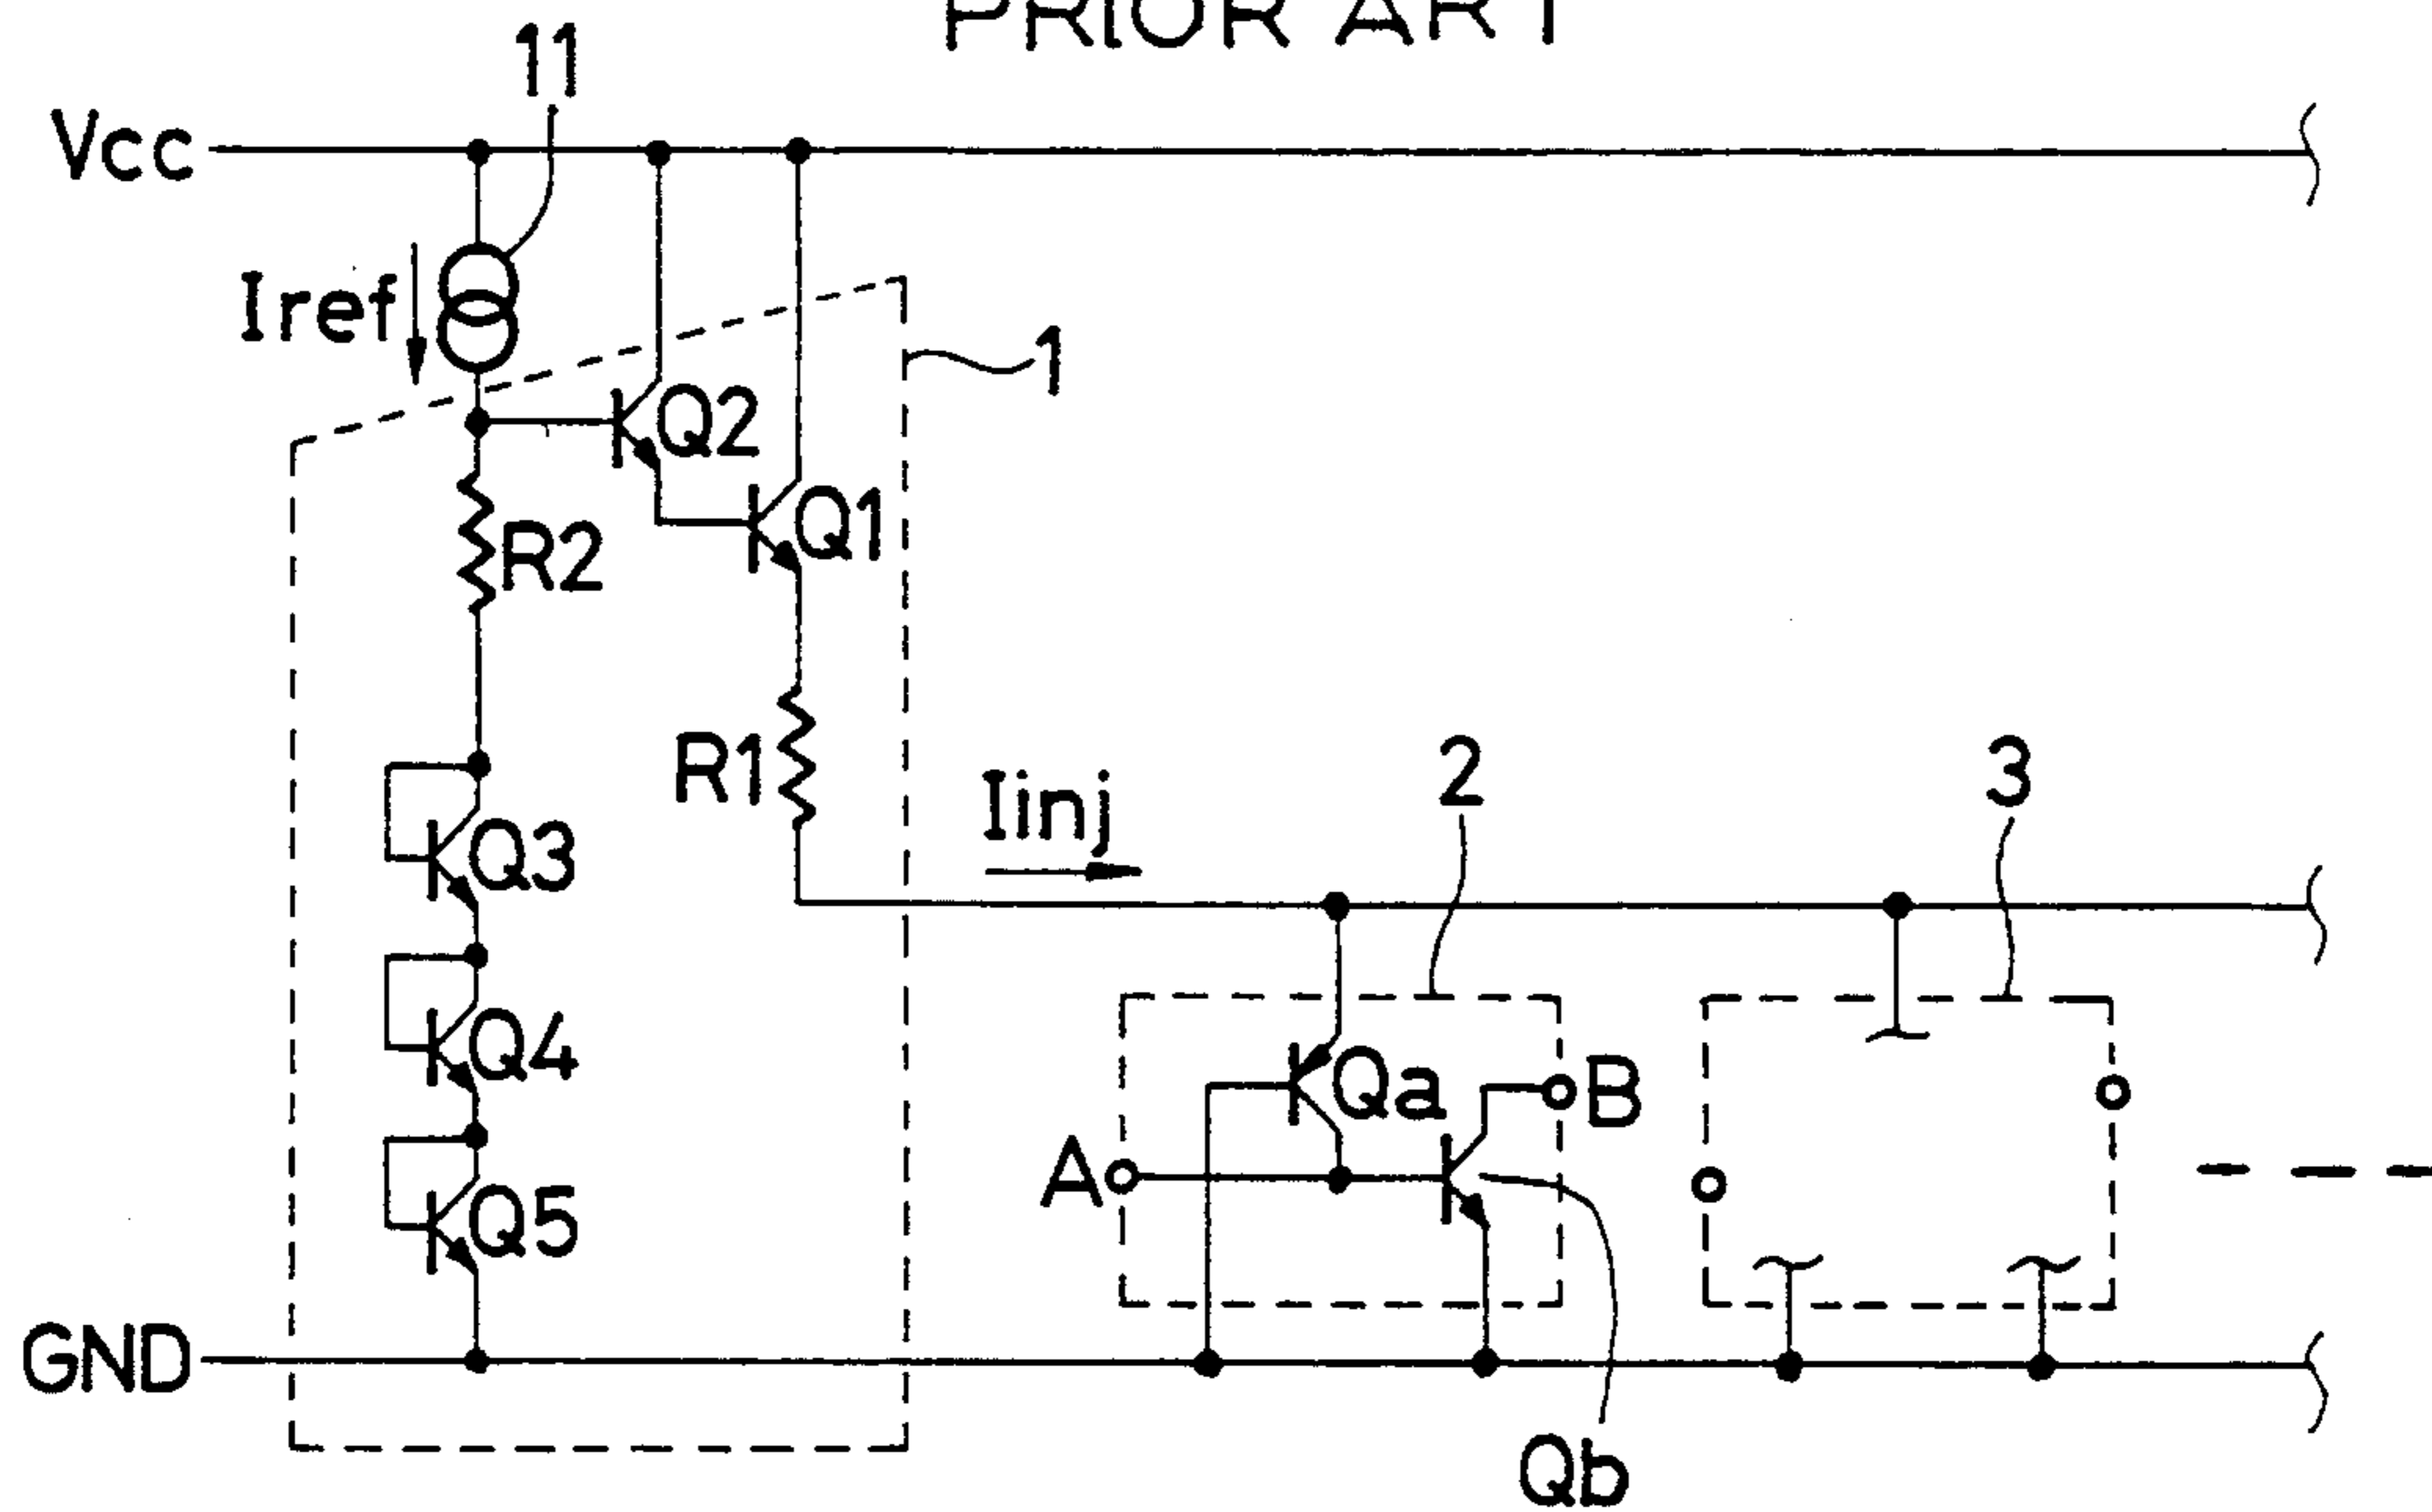 PRIOR ART
11
Vcc
Iref
1
Q2
Q1
R2
R1
Iinj
2
3
Q3
Q4
Qa
B
A
Q5
GND
Qb